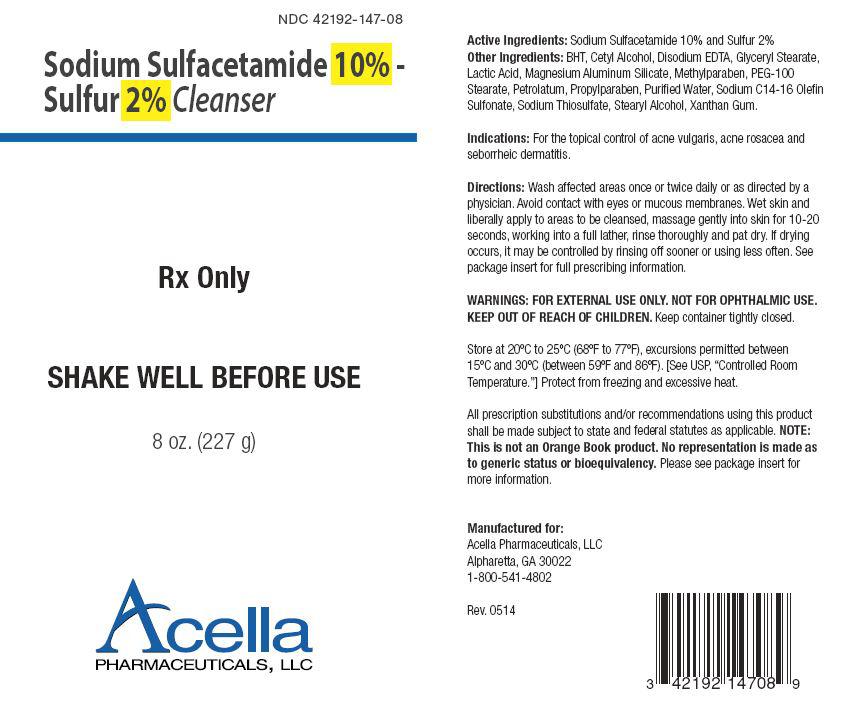 NDC 42192-147-08
Sodium Sulfacetamide 10% -
Sulfur 2% Cleanser
Rx Only
SHAKE WELL BEFORE USE
8 oz. (227 g)
Acella
PHARMACEUTICALS, LLC
Active Ingredients: Sodium Sulfacetamide 10% and Sulfur 2%
Other Ingredients: BHT, Cetyl Alcohol, Disodium EDTA, Glyceryl Stearate,
Lactic Acid, Magnesium Aluminum Silicate, Methylparaben, PEG-100
Stearate, Petrolatum, Propylparaben, Purified Water, Sodium C14-16 Olefin
Sulfonate, Sodium Thiosulfate, Stearyl Alcohol, Xanthan Gum.
Indications: For the topical control of acne vulgaris, acne rosacea and
seborrheic dermatitis.
Directions: Wash affected areas once or twice daily or as directed by a
physician. Avoid contact with eyes or mucous membranes. Wet skin and
liberally apply to areas to be cleansed, massage gently into skin for 10-20
seconds, working into a full lather, rinse thoroughly and pat dry. If drying
occurs, it may be controlled by rinsing off sooner or using less often. See
package insert for full prescribing information.
WARNINGS: FOR EXTERNAL USE ONLY. NOT FOR OPHTHALMIC USE.
KEEP OUT OF REACH OF CHILDREN. Keep container tightly closed.
Store at 20ºC to 25ºC (68ºF to 77ºF), excursions permitted between
15ºC and 30ºC (between 59ºF and 86ºF). [See USP, “Controlled Room
Temperature.”] Protect from freezing and excessive heat.
All prescription substitutions and/or recommendations using this product
shall be made subject to state and federal statutes as applicable. NOTE:
This is not an Orange Book product. No representation is made as
to generic status or bioequivalency. Please see package insert for
more information.
Manufactured for:
Acella Pharmaceuticals, LLC
Alpharetta, GA 30022
1-800-541-4802
Rev. 0514
3 42192 14708 9